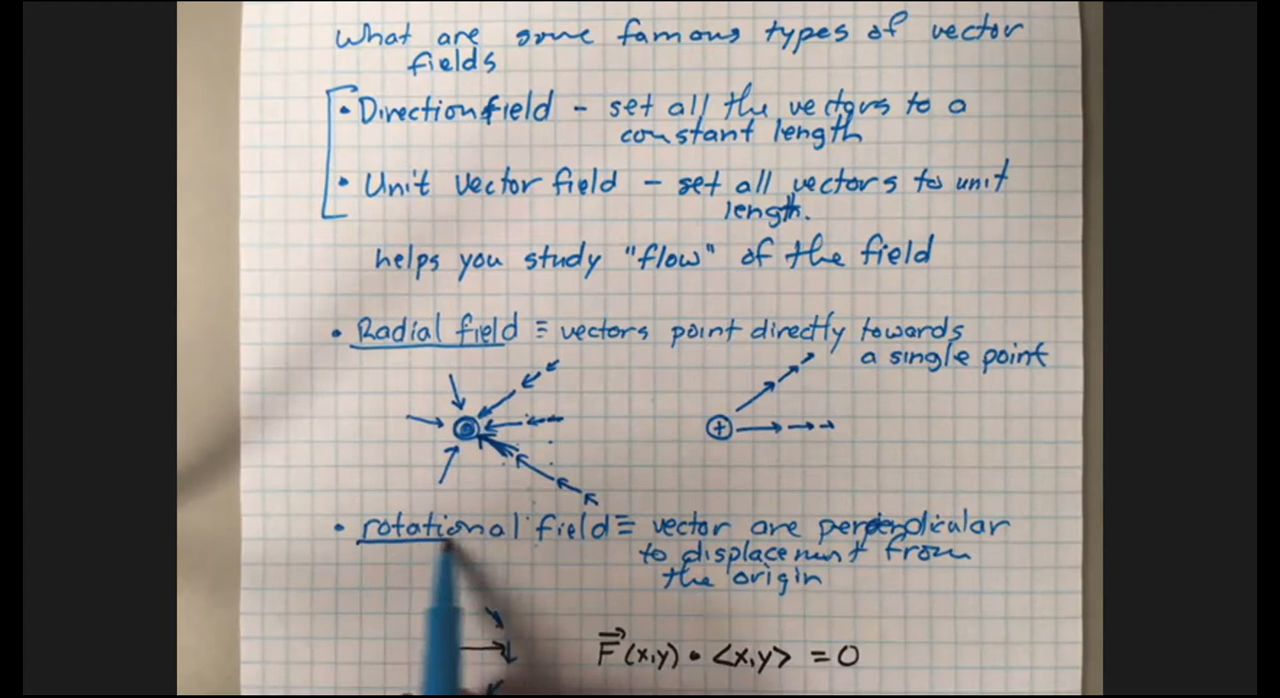 What are some famous types of vector
fields
• Direction field - set all the vectors to a
constant length
• Unit vector field - set all vectors to unit
length.
helps you study "flow" of the field
• Radial field ≡ vectors point directly towards
a single point
+
• rotational field ≡ vector are perpendicular
to displacement from
the origin
F⃗(x,y) • <x,y> = 0